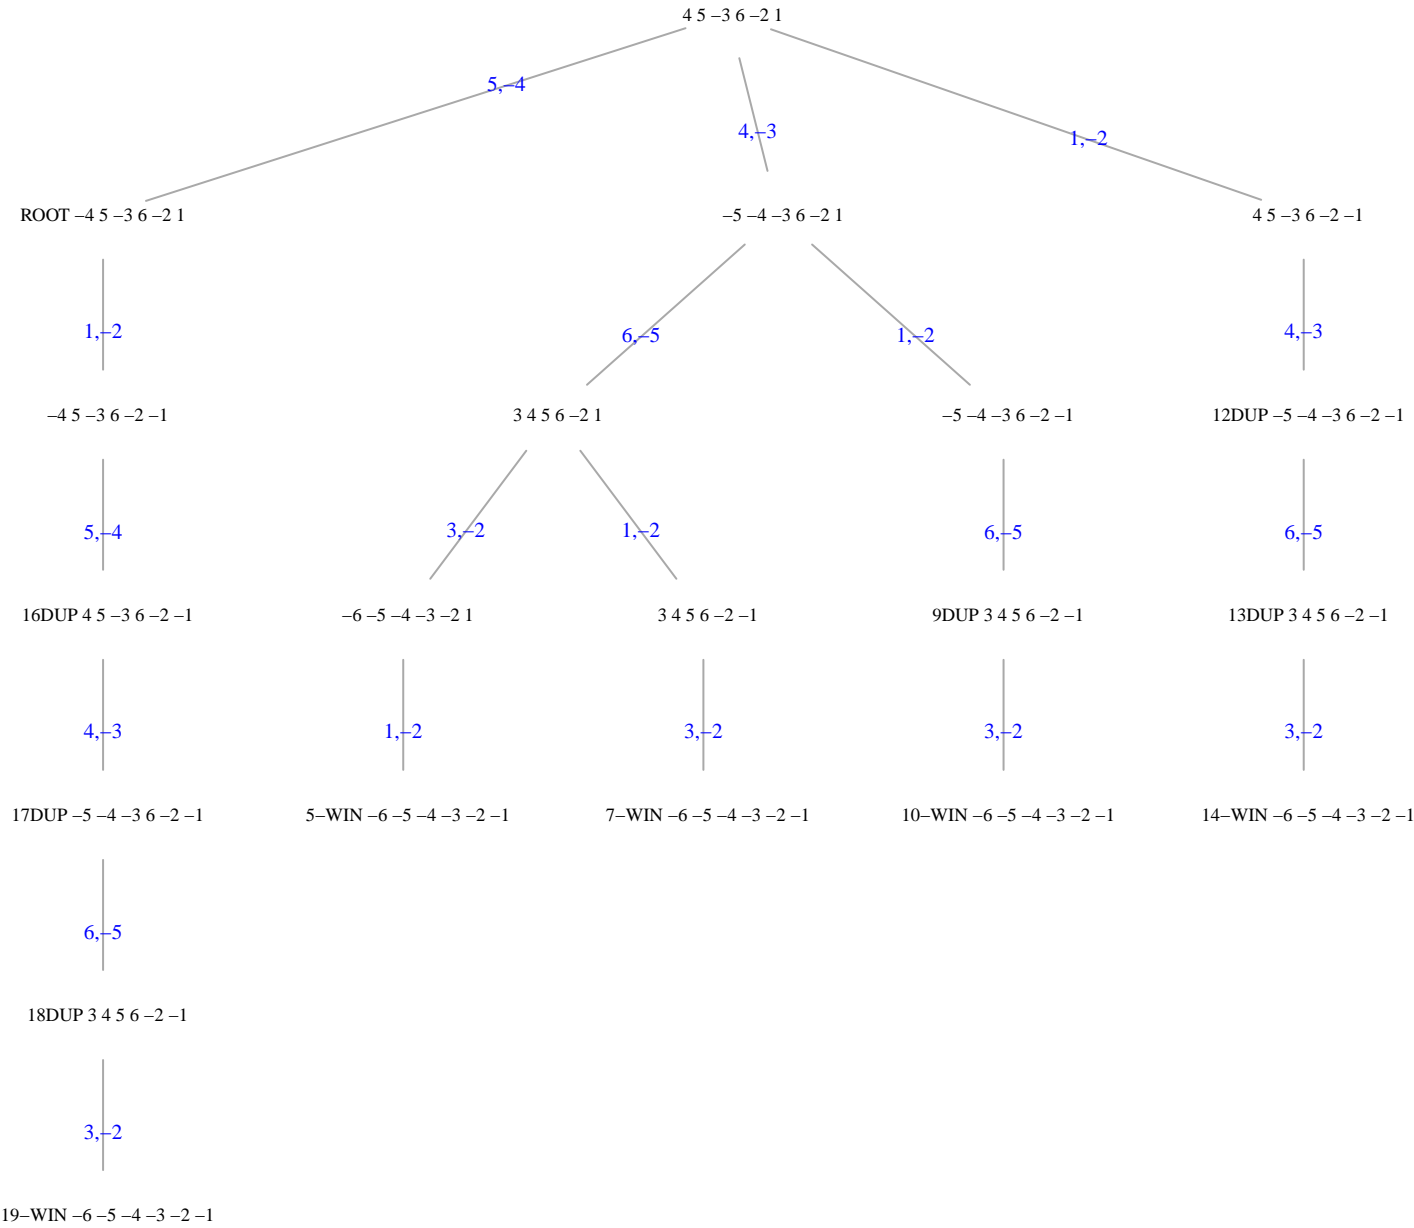 4 5 –3 6 –2 1
5,–4
4,–3
1,–2
ROOT –4 5 –3 6 –2 1
–5 –4 –3 6 –2 1
4 5 –3 6 –2 –1
1,–2
6,–5
1,–2
4,–3
–4 5 –3 6 –2 –1
3 4 5 6 –2 1
–5 –4 –3 6 –2 –1
12DUP –5 –4 –3 6 –2 –1
5,–4
3,–2
1,–2
6,–5
6,–5
16DUP 4 5 –3 6 –2 –1
–6 –5 –4 –3 –2 1
3 4 5 6 –2 –1
9DUP 3 4 5 6 –2 –1
13DUP 3 4 5 6 –2 –1
4,–3
1,–2
3,–2
3,–2
3,–2
17DUP –5 –4 –3 6 –2 –1
5–WIN –6 –5 –4 –3 –2 –1
7–WIN –6 –5 –4 –3 –2 –1
10–WIN –6 –5 –4 –3 –2 –1
14–WIN –6 –5 –4 –3 –2 –1
6,–5
18DUP 3 4 5 6 –2 –1
3,–2
19–WIN –6 –5 –4 –3 –2 –1